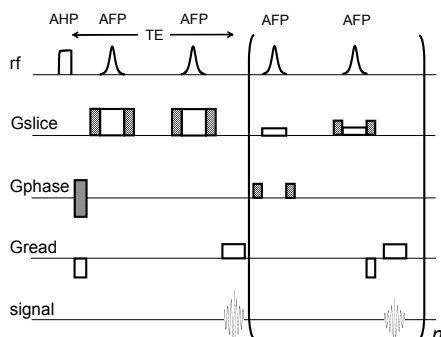 AHP AFP AFP AFP AFP
TE
rf
Gslice
Gphase
Gread
signal
n